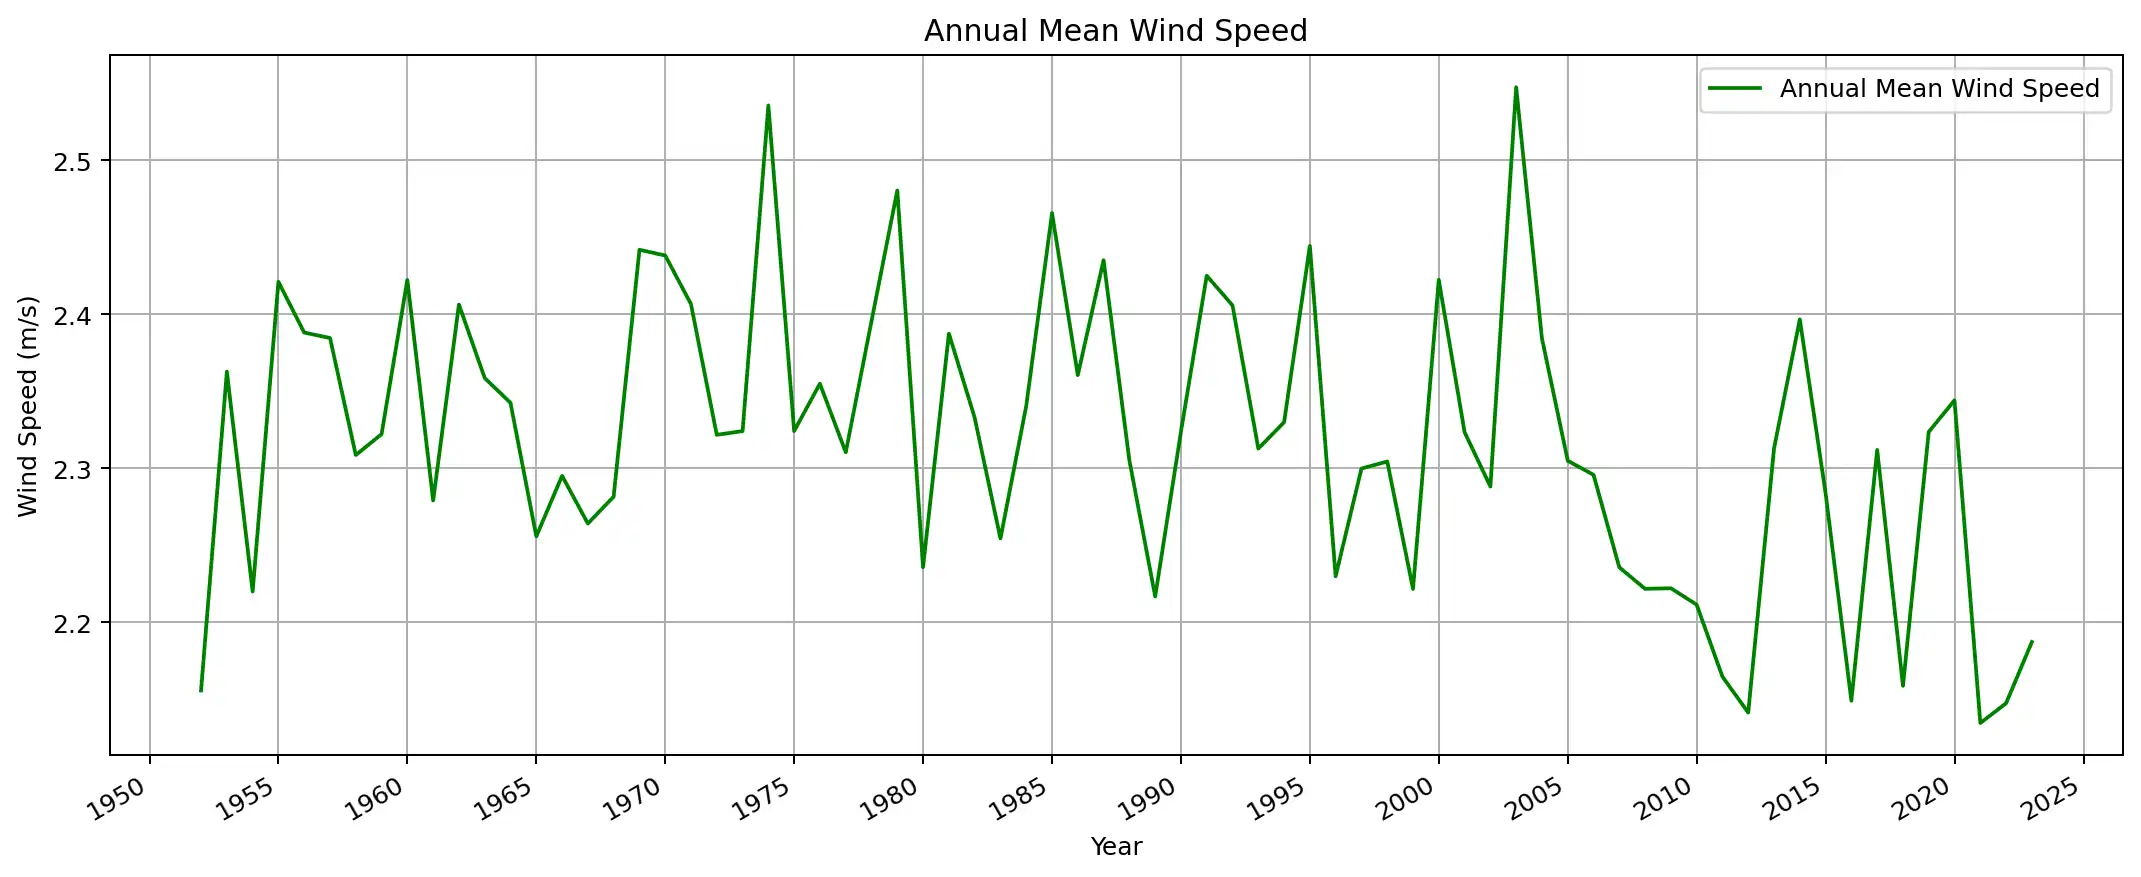 Annual Mean Wind Speed
Annual Mean Wind Speed
Wind Speed (m/s)
2.5
2.4
2.3
2.2
1950 1955 1960 1965 1970 1975 1980 1985 1990 1995 2000 2005 2010 2015 2020 2025
Year